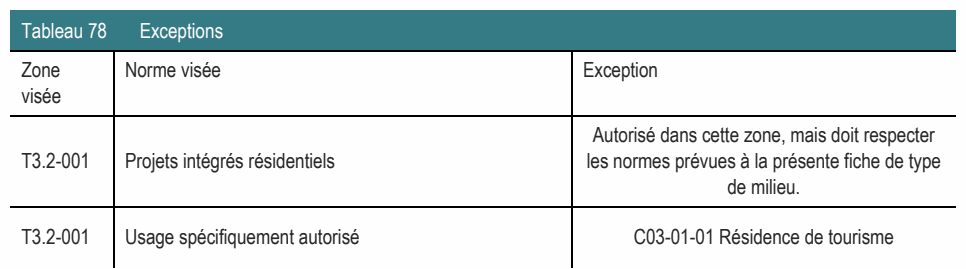 Tableau 78 Exceptions
Zone visée Norme visée Exception
T3.2-001 Projets intégrés résidentiels Autorisé dans cette zone, mais doit respecter
les normes prévues à la présente fiche de type
de milieu.
T3.2-001 Usage spécifiquement autorisé C03-01-01 Résidence de tourisme